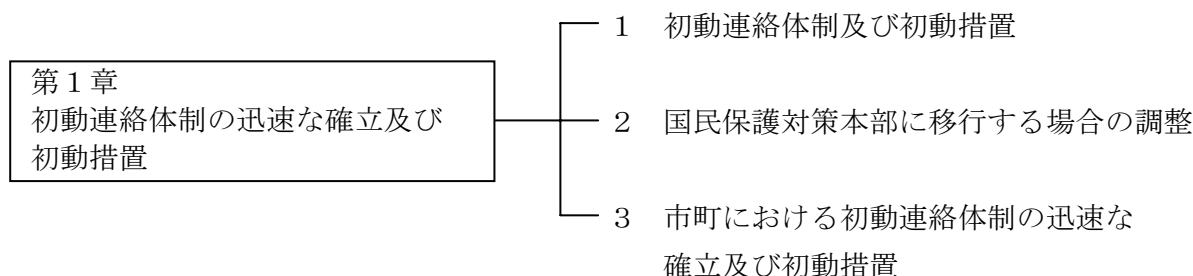 第１章
初動連絡体制の迅速な確立及び
初動措置
１　初動連絡体制及び初動措置
２　国民保護対策本部に移行する場合の調整
３　市町における初動連絡体制の迅速な
確立及び初動措置